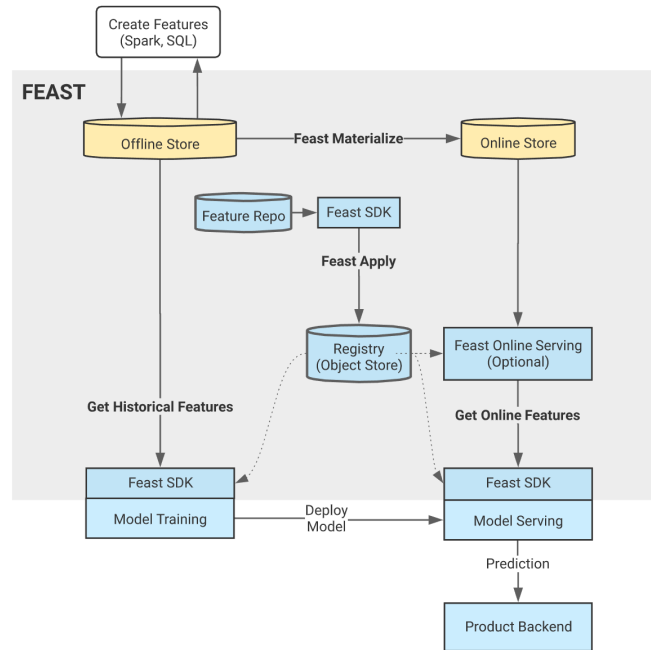 Create Features
(Spark, SQL)
FEAST
Offline Store
Feast Materialize
Online Store
Feature Repo
Feast SDK
Feast Apply
Registry
(Object Store)
Feast Online Serving
(Optional)
Get Historical Features
Get Online Features
Feast SDK
Feast SDK
Model Training
Deploy
Model
Model Serving
Prediction
Product Backend